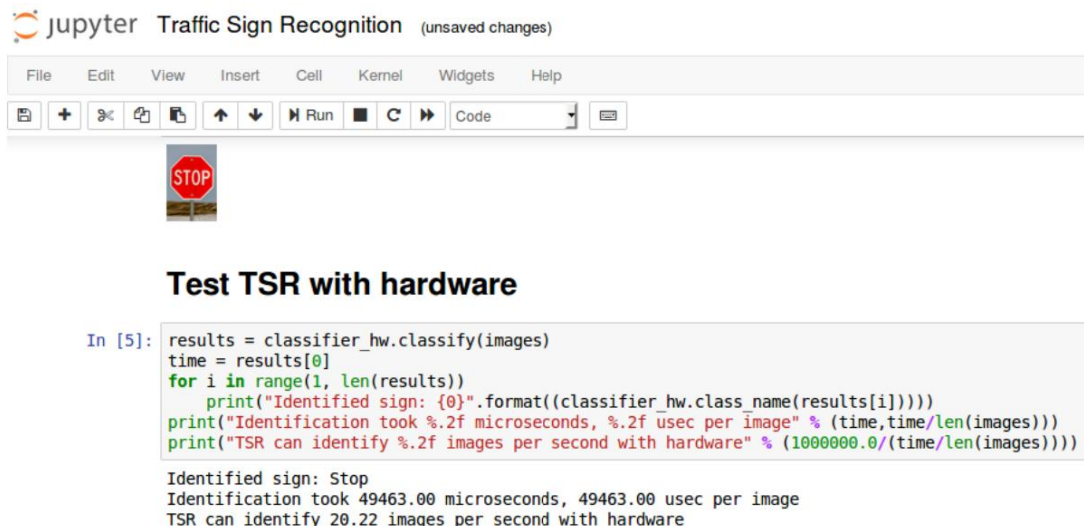 jupyter Traffic Sign Recognition (unsaved changes)
File Edit View Insert Cell Kernel Widgets Help
Run Code
STOP
Test TSR with hardware
In [5]: results = classifier_hw.classify(images)
time = results[0]
for i in range(1, len(results))
    print("Identified sign: {0}".format((classifier_hw.class_name(results[i]))))
print("Identification took %.2f microseconds, %.2f usec per image" % (time,time/len(images)))
print("TSR can identify %.2f images per second with hardware" % (1000000.0/(time/len(images))))
Identified sign: Stop
Identification took 49463.00 microseconds, 49463.00 usec per image
TSR can identify 20.22 images per second with hardware